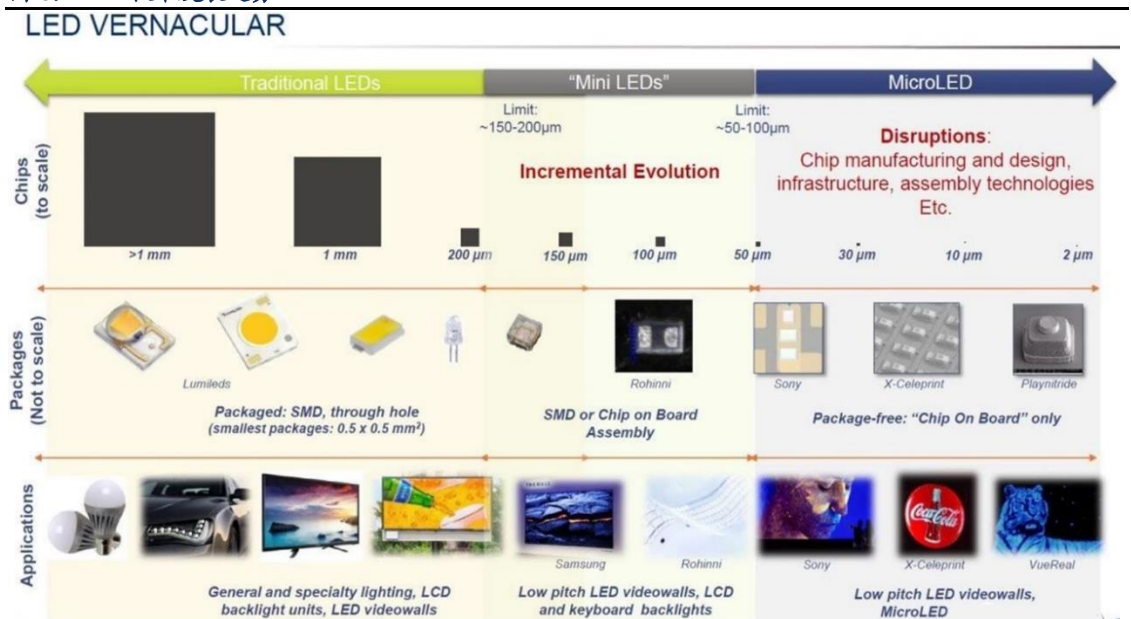 LED VERNACULAR
Traditional LEDs
"Mini LEDs"
MicroLED
Limit:
~150-200µm
Limit:
~50-100µm
Chips
(to scale)
Incremental Evolution
Disruptions:
Chip manufacturing and design,
infrastructure, assembly technologies
Etc.
>1 mm
1 mm
200 µm
150 µm
100 µm
50 µm
30 µm
10 µm
2 µm
Packages
(Not to scale)
Lumileds
Rohinni
Sony
X-Celeprint
Playnitride
Packaged: SMD, through hole
(smallest packages: 0.5 x 0.5 mm²)
SMD or Chip on Board
Assembly
Package-free: "Chip On Board" only
Applications
Coca-Cola
Samsung
Rohinni
Sony
X-Celeprint
VueReal
General and specialty lighting, LCD
backlight units, LED videowalls
Low pitch LED videowalls, LCD
and keyboard backlights
Low pitch LED videowalls,
MicroLED